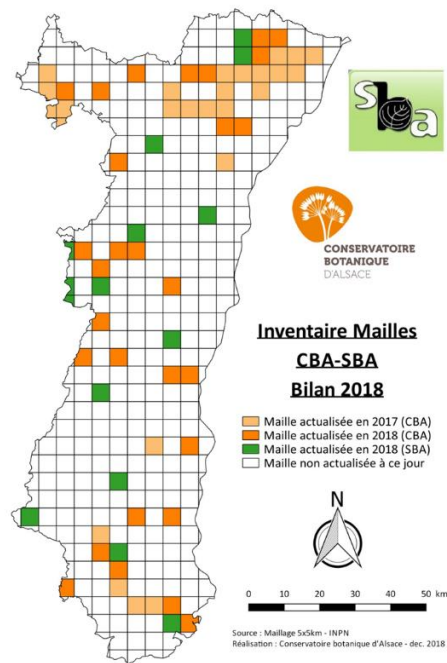 sba
CONSERVATOIRE
BOTANIQUE
D'ALSACE
Inventaire Mailles
CBA-SBA
Bilan 2018
Maille actualisée en 2017 (CBA)
Maille actualisée en 2018 (CBA)
Maille actualisée en 2018 (SBA)
Maille non actualisée à ce jour
N
0 10 20 30 40 50 km
Source : Maillage 5x5km - INPN
Réalisation : Conservatoire botanique d'Alsace - dec. 2018